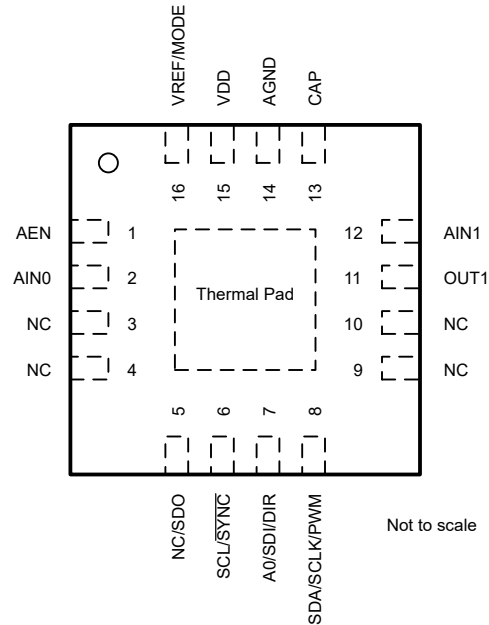 VREF/MODE
VDD
AGND
CAP
16
15
14
13
AEN
1
12
AIN1
AIN0
2
11
OUT1
NC
3
10
NC
NC
4
9
NC
Thermal Pad
5
6
7
8
NC/SDO
SCL/SYNC
A0/SDI/DIR
SDA/SCLK/PWM
Not to scale